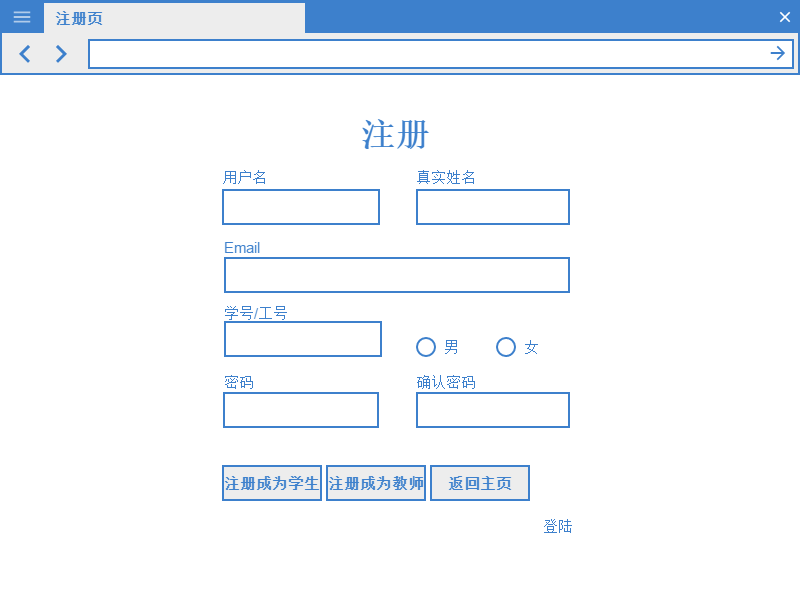 注册页
注册
用户名 真实姓名
Email
学号/工号
男 女
密码 确认密码
注册成为学生 注册成为教师 返回主页
登陆